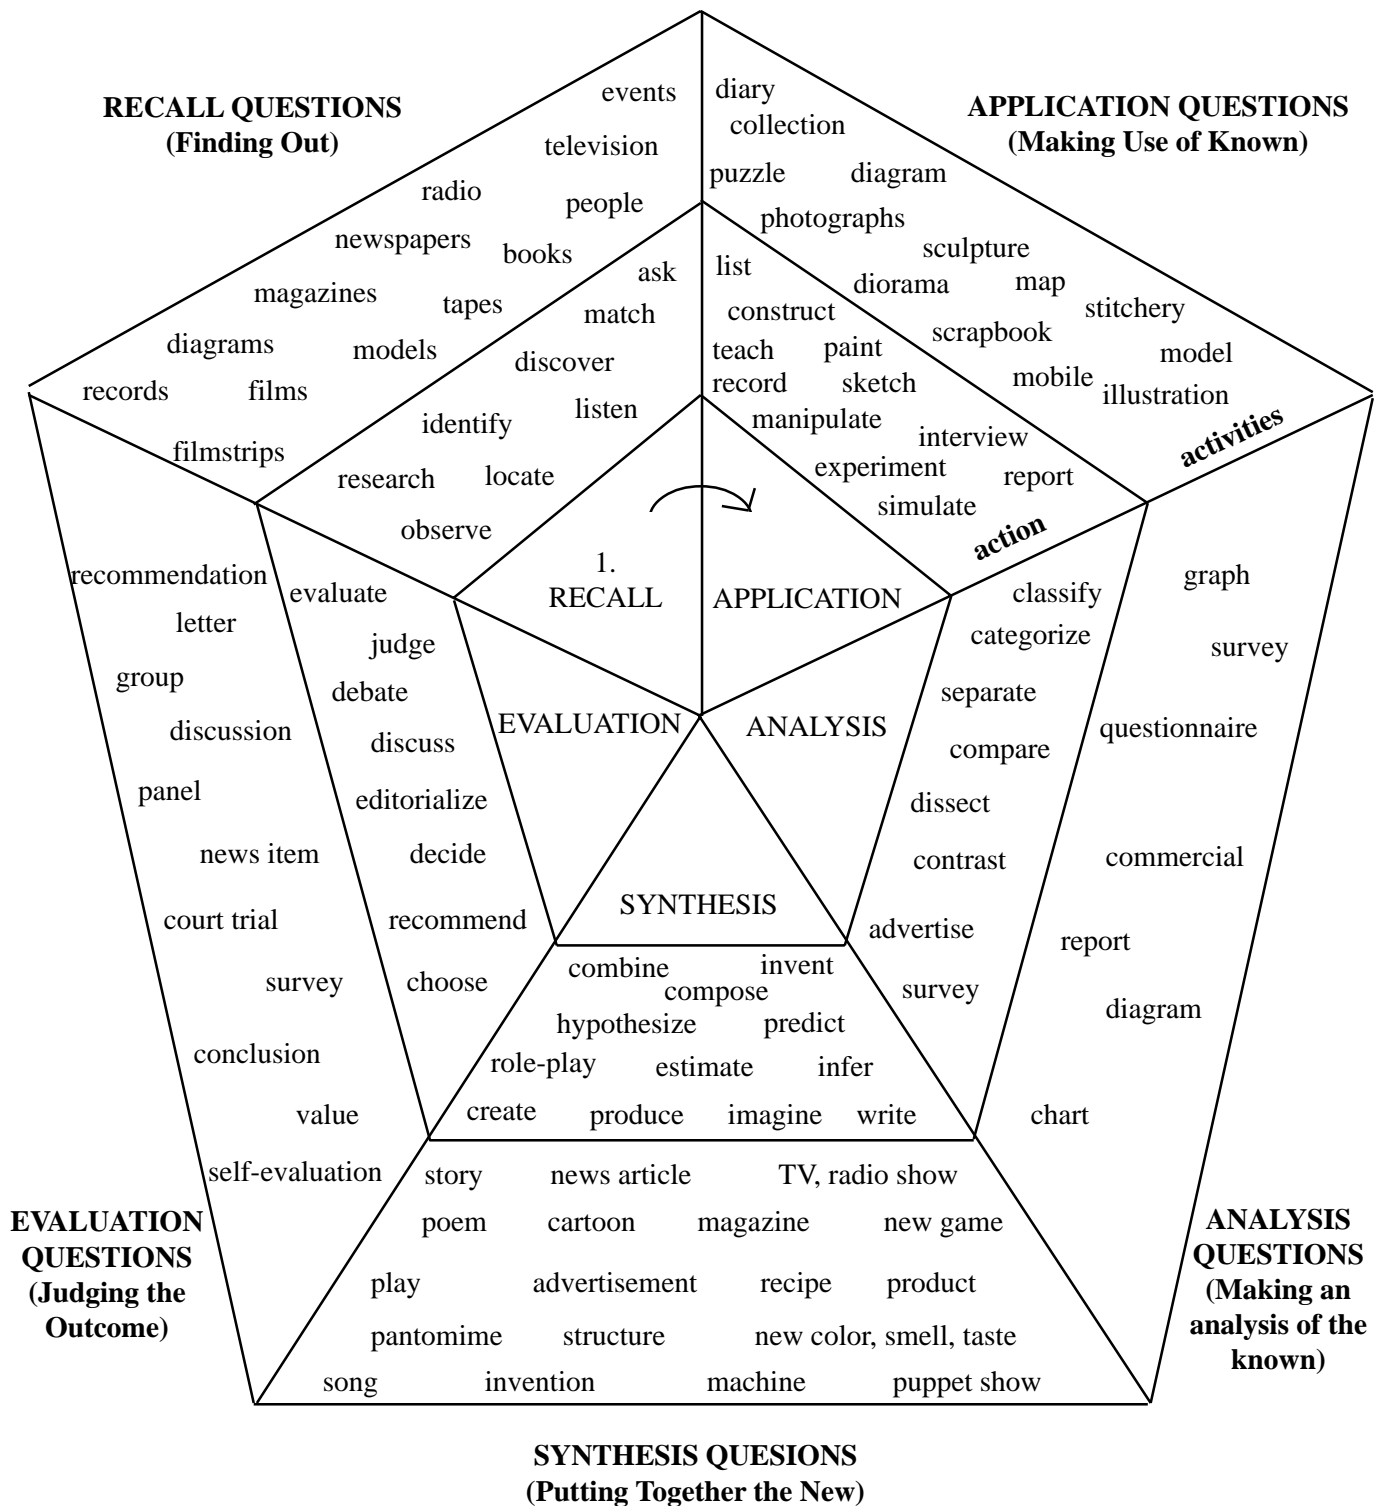 RECALL QUESTIONS
(Finding Out)
APPLICATION QUESTIONS
(Making Use of Known)
events
television
radio
people
newspapers
books
magazines
tapes
diagrams
models
records
films
filmstrips
ask
match
discover
listen
identify
locate
research
observe
1.
RECALL
diary
collection
puzzle
diagram
photographs
sculpture
diorama
map
stitchery
scrapbook
model
mobile
illustration
activities
list
construct
teach
paint
record
sketch
manipulate
interview
experiment
report
simulate
action
APPLICATION
ANALYSIS
classify
categorize
separate
compare
dissect
contrast
advertise
survey
graph
survey
questionnaire
commercial
report
diagram
chart
ANALYSIS
QUESTIONS
(Making an
analysis of the
known)
EVALUATION
evaluate
judge
debate
discuss
editorialize
decide
recommend
choose
recommendation
letter
group
discussion
panel
news item
court trial
survey
conclusion
value
self-evaluation
EVALUATION
QUESTIONS
(Judging the
Outcome)
SYNTHESIS
combine invent
compose
hypothesize predict
role-play estimate infer
create produce imagine write
story news article TV, radio show
poem cartoon magazine new game
play advertisement recipe product
pantomime structure new color, smell, taste
song invention machine puppet show
SYNTHESIS QUESIONS
(Putting Together the New)